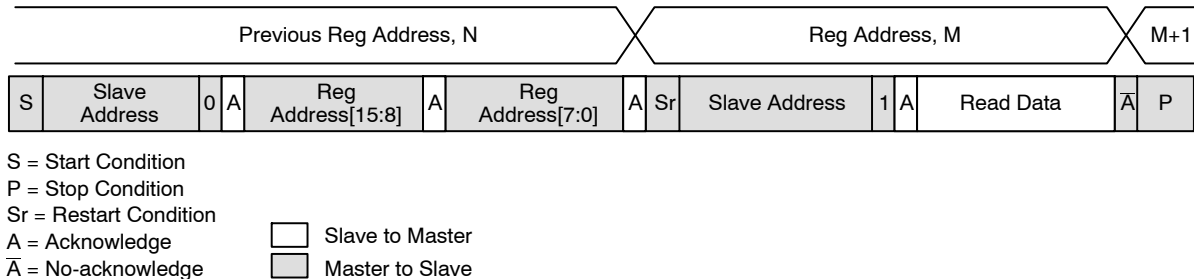 Previous Reg Address, N
Reg Address, M
M+1
S
Slave
Address
0
A
Reg
Address[15:8]
A
Reg
Address[7:0]
A
Sr
Slave Address
1
A
Read Data
A̅
P
S = Start Condition
P = Stop Condition
Sr = Restart Condition
A = Acknowledge
A̅ = No-acknowledge
Slave to Master
Master to Slave